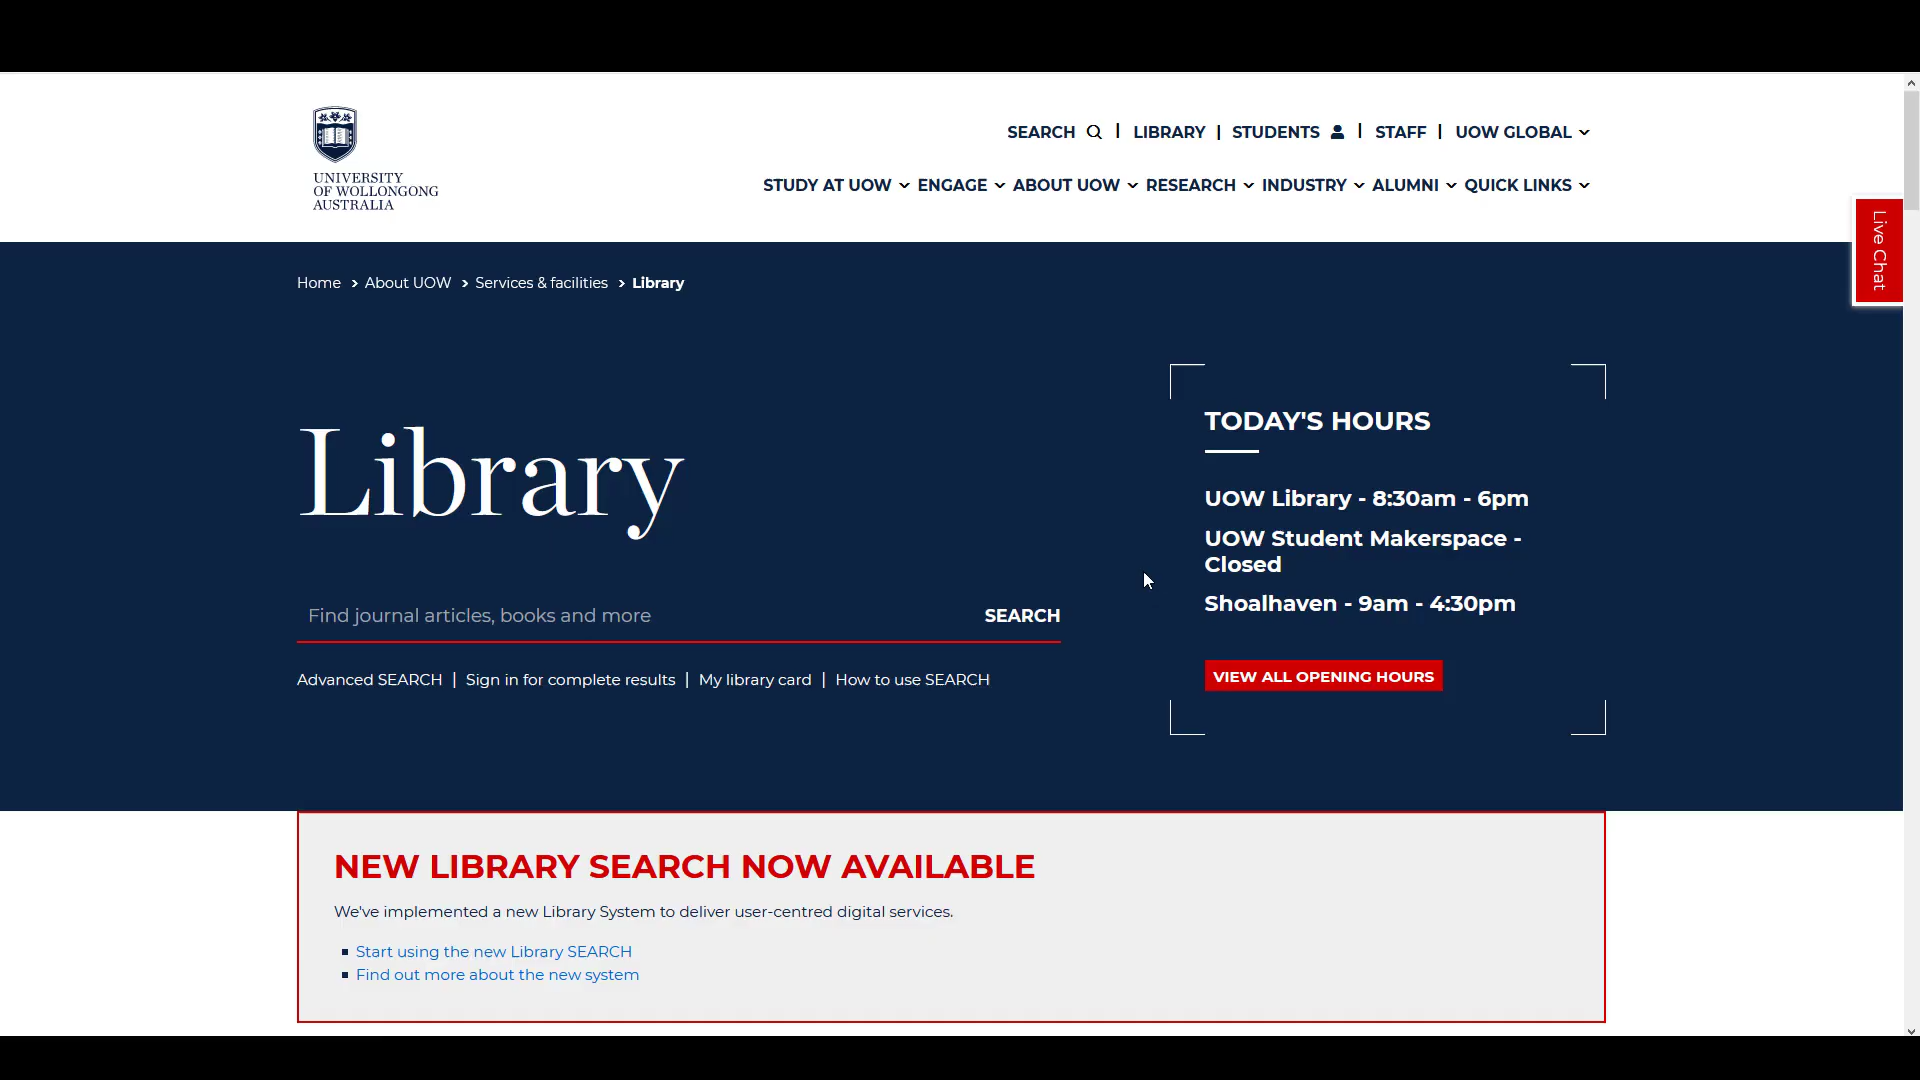 UNIVERSITY
OF WOLLONGONG
AUSTRALIA
SEARCH | LIBRARY | STUDENTS | STAFF | UOW GLOBAL
STUDY AT UOW ENGAGE ABOUT UOW RESEARCH INDUSTRY ALUMNI QUICK LINKS
Live Chat
Home > About UOW > Services & facilities > Library
Library
Find journal articles, books and more SEARCH
Advanced SEARCH | Sign in for complete results | My library card | How to use SEARCH
TODAY'S HOURS
UOW Library - 8:30am - 6pm
UOW Student Makerspace -
Closed
Shoalhaven - 9am - 4:30pm
VIEW ALL OPENING HOURS
NEW LIBRARY SEARCH NOW AVAILABLE
We've implemented a new Library System to deliver user-centred digital services.
Start using the new Library SEARCH
Find out more about the new system